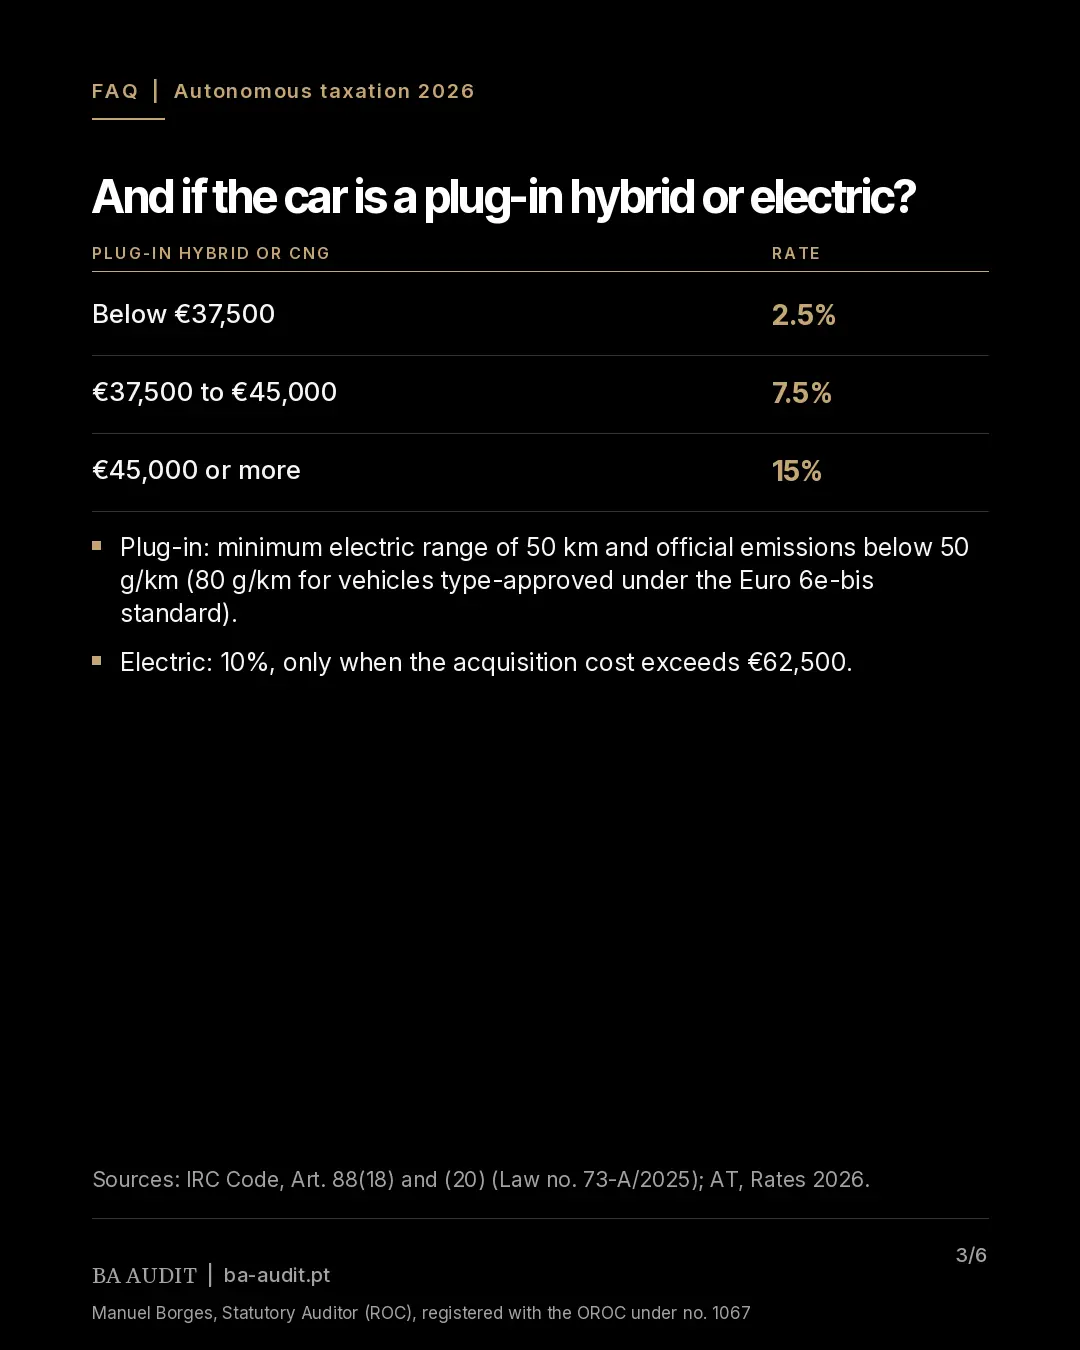 FAQ | Autonomous taxation 2026
And if the car is a plug-in hybrid or electric?
PLUG-IN HYBRID OR CNG RATE
Below €37,500 2.5%
€37,500 to €45,000 7.5%
€45,000 or more 15%
Plug-in: minimum electric range of 50 km and official emissions below 50
g/km (80 g/km for vehicles type-approved under the Euro 6e-bis
standard).
Electric: 10%, only when the acquisition cost exceeds €62,500.
Sources: IRC Code, Art. 88(18) and (20) (Law no. 73-A/2025); AT, Rates 2026.
3/6
BA AUDIT | ba-audit.pt
Manuel Borges, Statutory Auditor (ROC), registered with the OROC under no. 1067